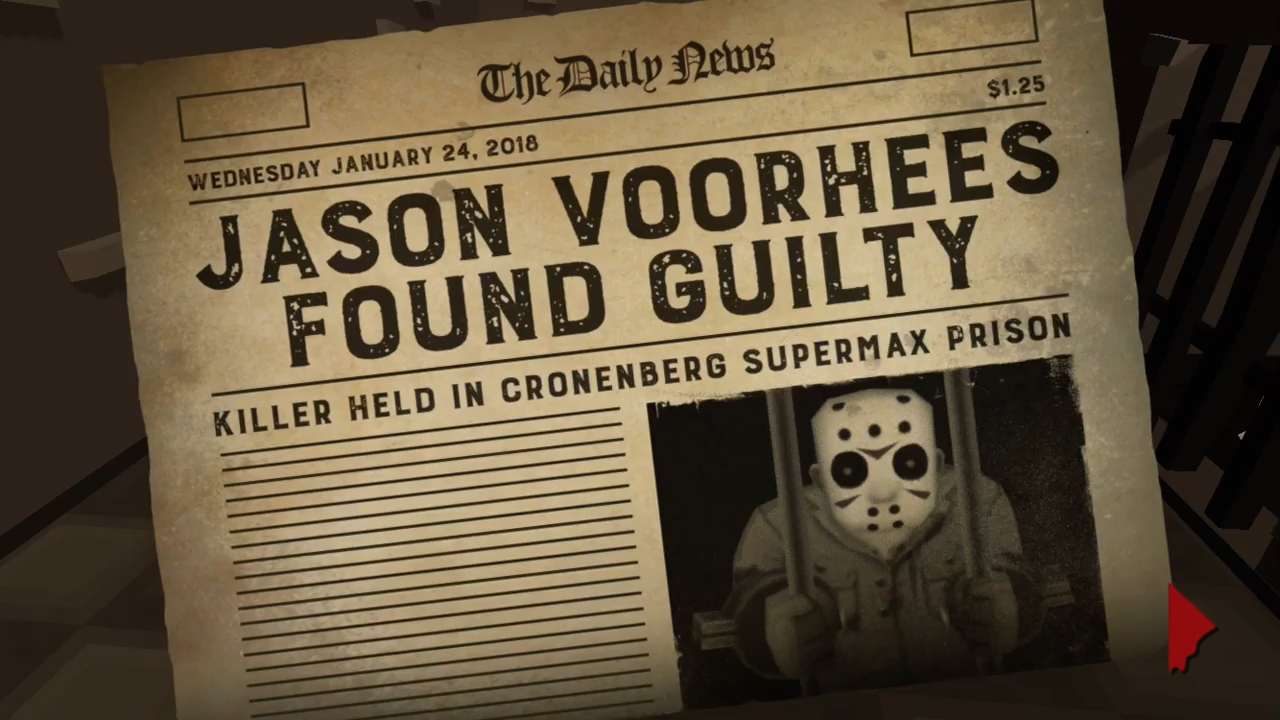 The Daily News
$1.25
WEDNESDAY JANUARY 24, 2018
JASON VOORHEES
FOUND GUILTY
KILLER HELD IN CRONENBERG SUPERMAX PRISON